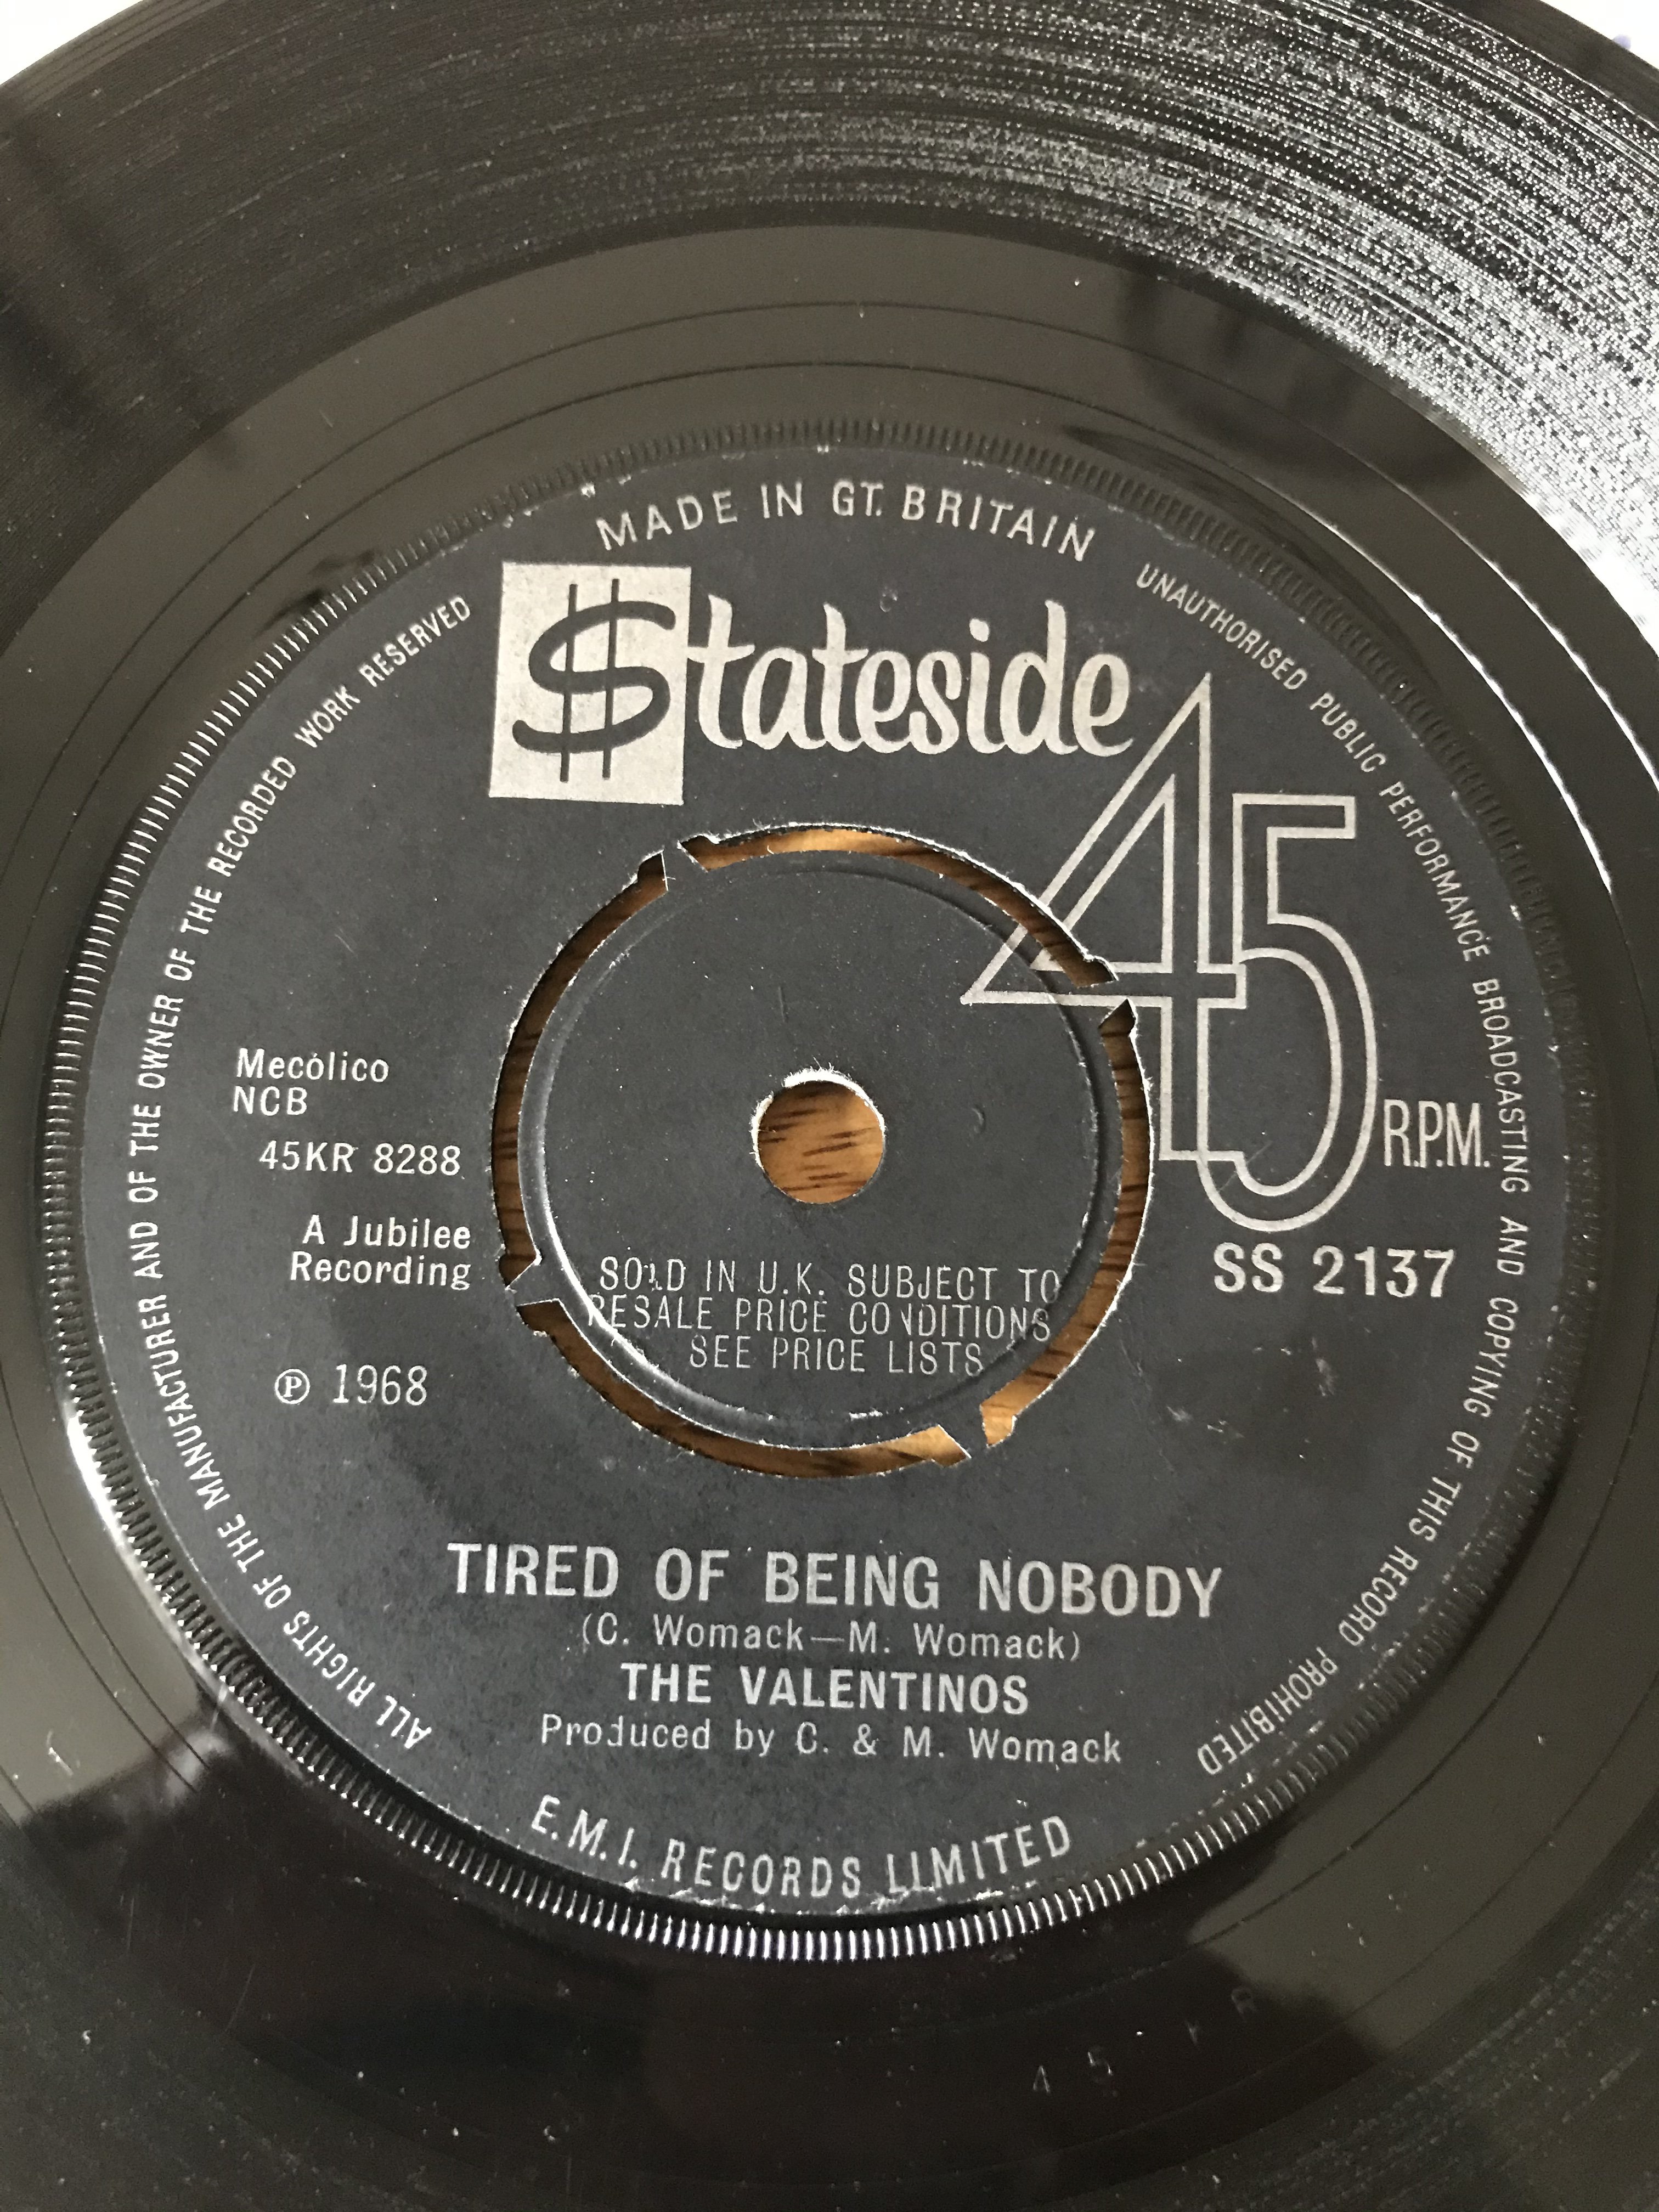 MADE IN GT. BRITAIN
Stateside
45
R.P.M.
Mecolico
NCB
45KR 8288
A Jubilee
Recording
℗ 1968
SS 2137
SOLD IN U.K. SUBJECT TO
RESALE PRICE CONDITIONS
SEE PRICE LISTS
TIRED OF BEING NOBODY
(C. Womack—M. Womack)
THE VALENTINOS
Produced by C. & M. Womack
E.M.I. RECORDS LIMITED
ALL RIGHTS OF THE MANUFACTURER AND OF THE OWNER OF THE RECORDED WORK RESERVED
UNAUTHORISED PUBLIC PERFORMANCE BROADCASTING AND COPYING OF THIS RECORD PROHIBITED
45 KR